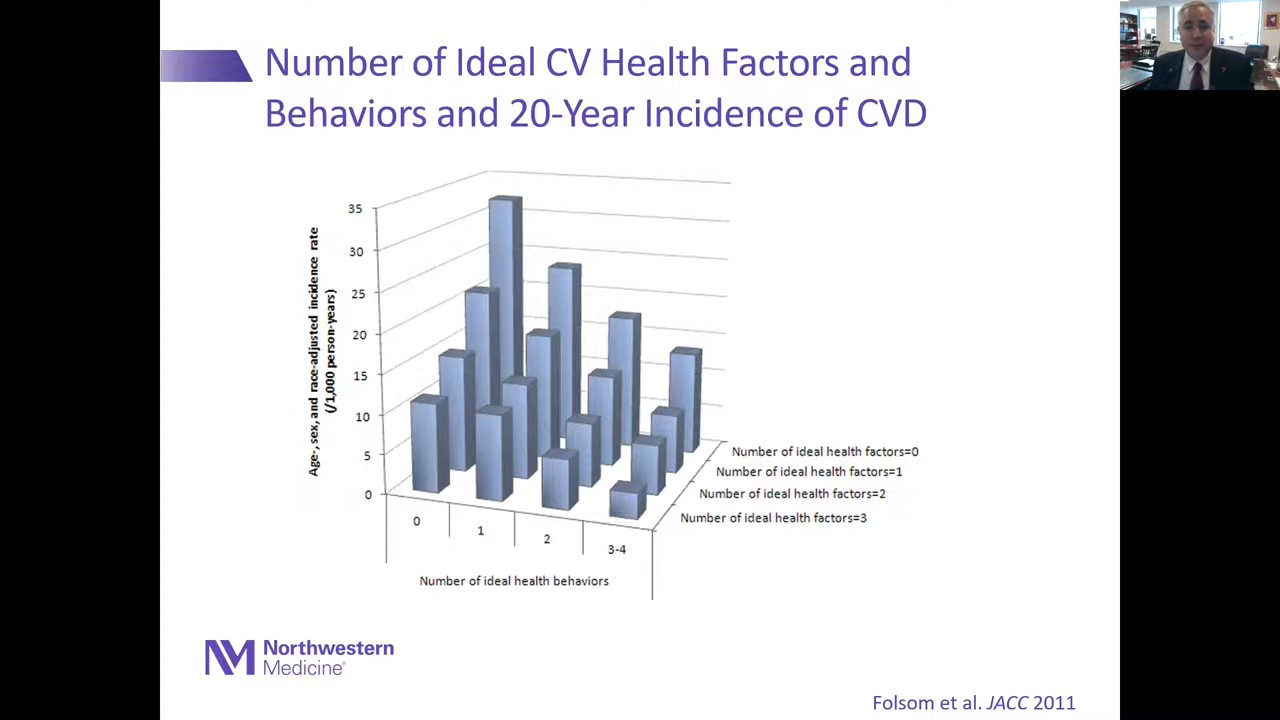 Number of Ideal CV Health Factors and
Behaviors and 20-Year Incidence of CVD
Age-, sex, and race-adjusted incidence rate
(/1,000 person-years)
35
30
25
20
15
10
5
0
0
1
2
3-4
Number of ideal health behaviors
Number of ideal health factors=0
Number of ideal health factors=1
Number of ideal health factors=2
Number of ideal health factors=3
NM
Northwestern
Medicine®
Folsom et al. JACC 2011